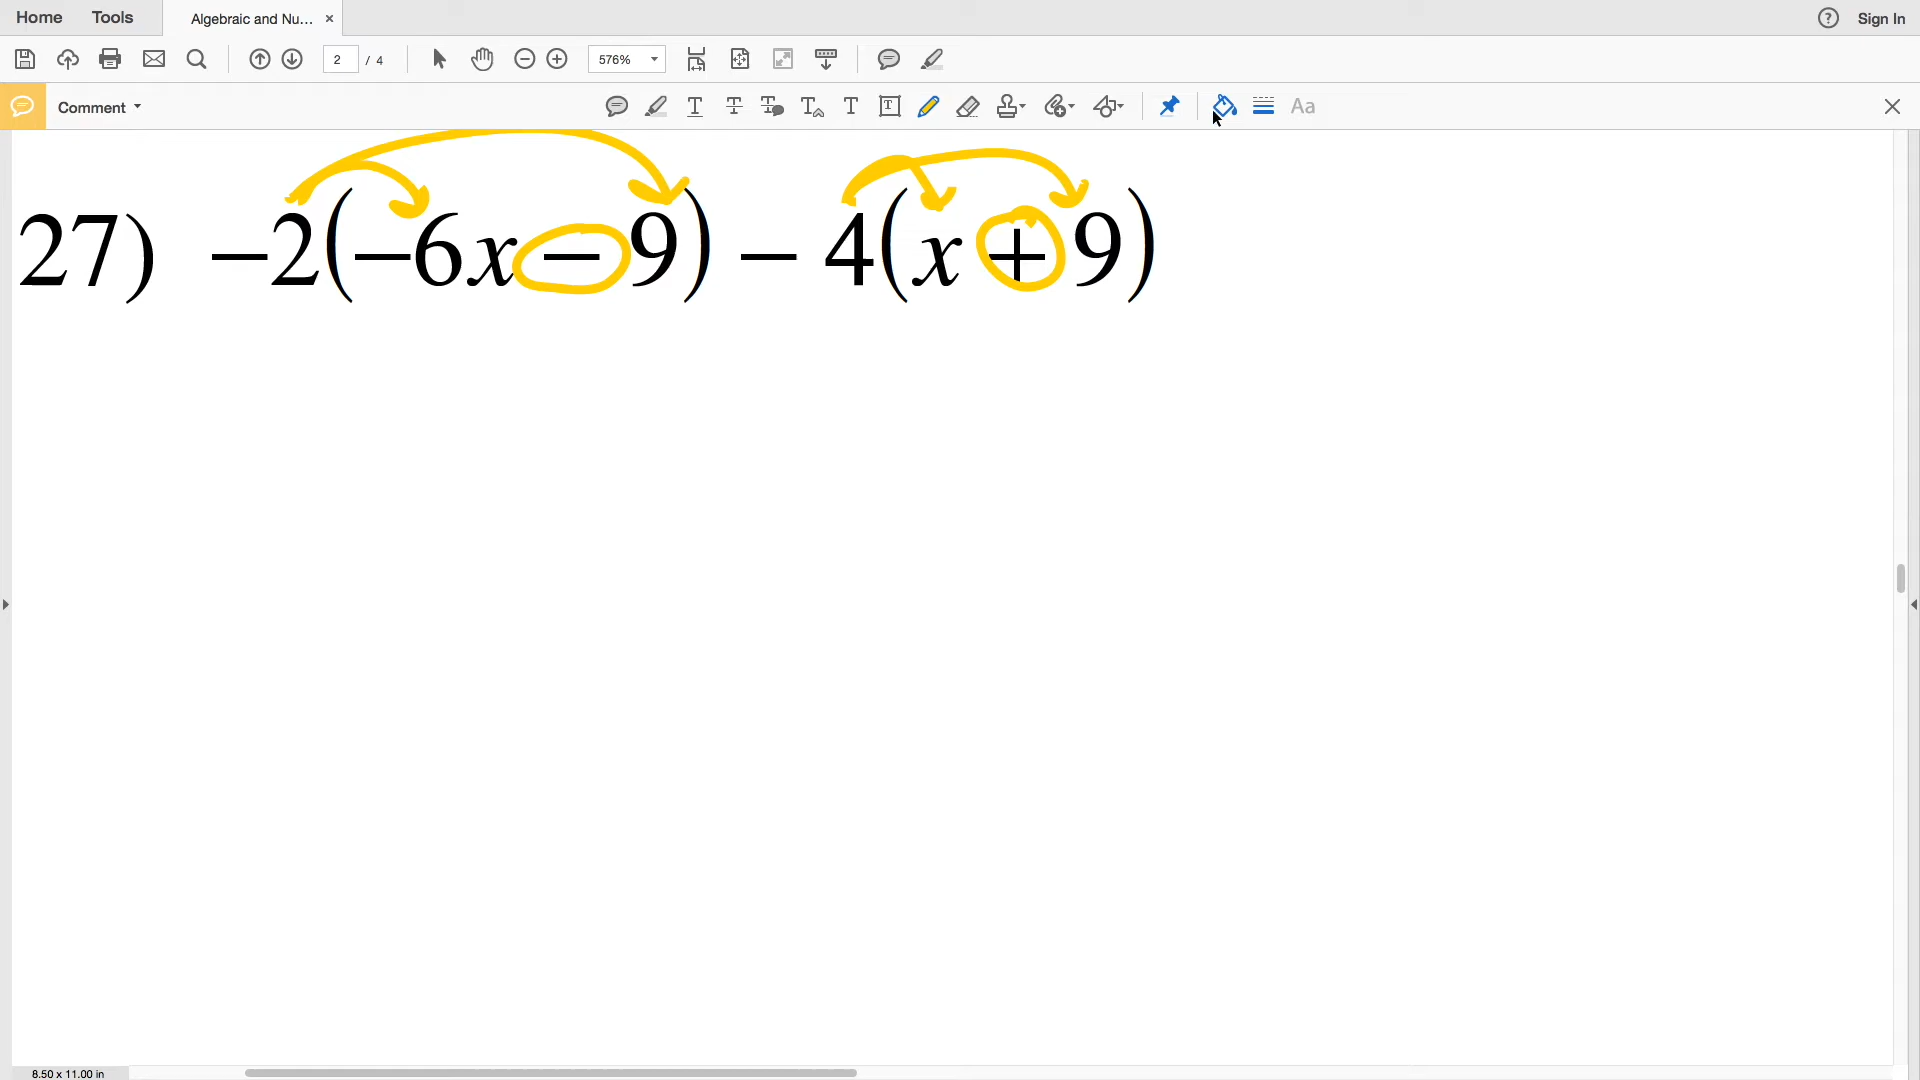 Home Tools Algebraic and Nu... × ? Sign In
2 / 4 576%
Comment T T T T T T Aa
27) −2(−6x − 9) − 4(x + 9)
8.50 x 11.00 in